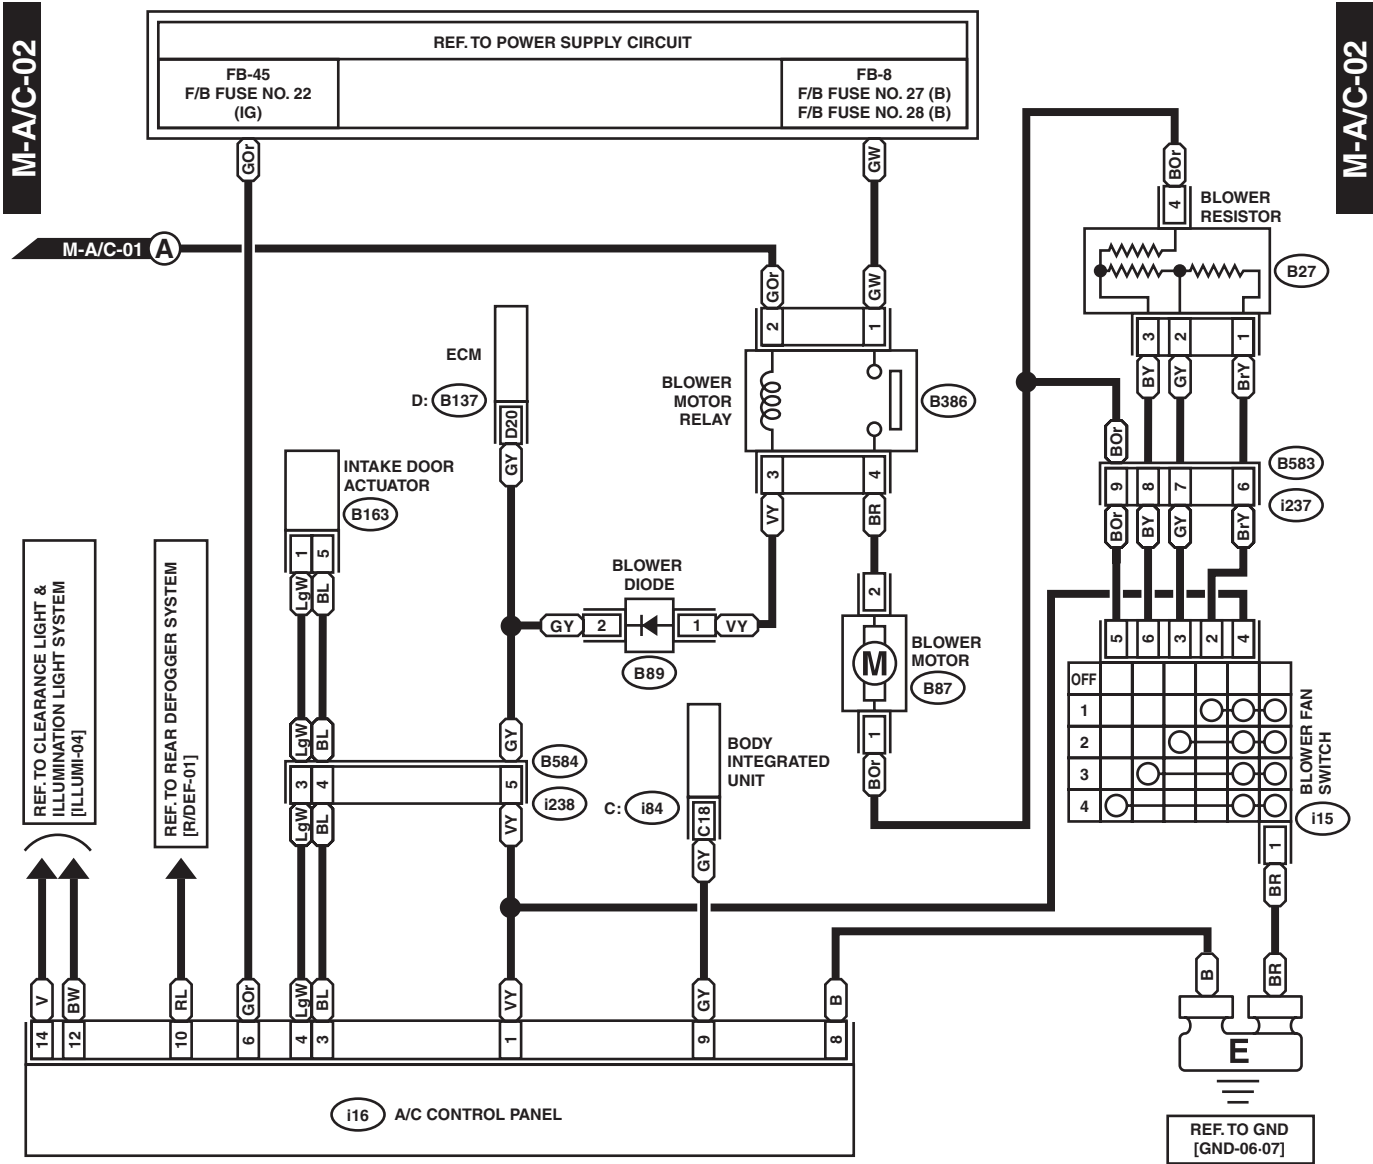 M-A/C-02
M-A/C-02
REF. TO POWER SUPPLY CIRCUIT
FB-45
F/B FUSE NO. 22
(IG)
FB-8
F/B FUSE NO. 27 (B)
F/B FUSE NO. 28 (B)
GOr
GW
BOr
4
BLOWER
RESISTOR
B27
M-A/C-01 A
GOr
GW
2
1
3
2
1
BY
GY
BrY
ECM
D: B137
D20
GY
BLOWER
MOTOR
RELAY
B386
3
4
VY
BR
BOr
B583
9
8
7
6
i237
BOr
BY
GY
BrY
INTAKE DOOR
ACTUATOR
B163
1
5
LgW
BL
BLOWER
DIODE
GY
2
1
VY
B89
2
M
BLOWER
MOTOR
B87
1
BOr
5
6
3
2
4
OFF
1
2
3
4
BLOWER FAN
SWITCH
i15
1
BR
REF. TO CLEARANCE LIGHT &
ILLUMINATION LIGHT SYSTEM
[ILLUMI-04]
REF. TO REAR DEFOGGER SYSTEM
[R/DEF-01]
LgW
BL
GY
B584
3
4
5
i238
LgW
BL
VY
BODY
INTEGRATED
UNIT
C: i84
C18
GY
V
BW
RL
GOr
LgW
BL
VY
GY
B
B
BR
14
12
10
6
4
3
1
9
8
E
i16 A/C CONTROL PANEL
REF. TO GND
[GND-06·07]